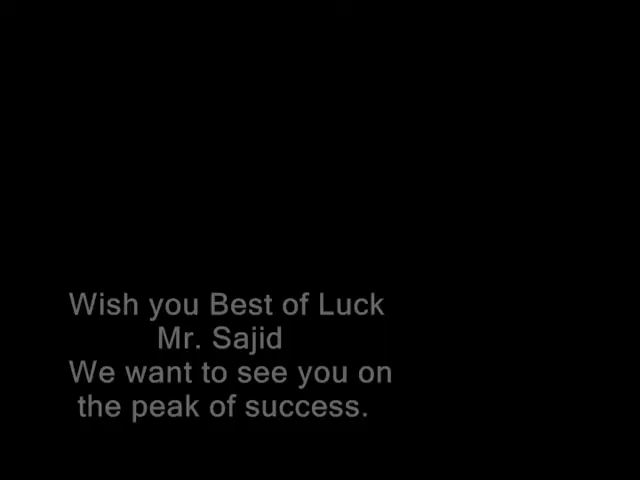 Wish you Best of Luck
Mr. Sajid
We want to see you on
the peak of success.